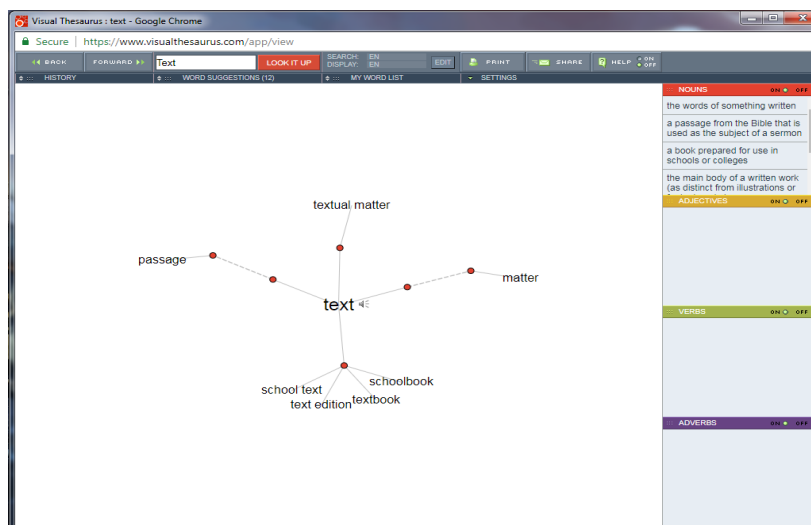 Visual Thesaurus : text - Google Chrome
Secure | https://www.visualthesaurus.com/app/view
BACK FORWARD Text LOOK IT UP SEARCH: EN DISPLAY: EN EDIT PRINT SHARE HELP ON OFF
HISTORY WORD SUGGESTIONS (12) MY WORD LIST SETTINGS
NOUNS ON OFF
the words of something written
a passage from the Bible that is
used as the subject of a sermon
a book prepared for use in
schools or colleges
the main body of a written work
(as distinct from illustrations or
ADJECTIVES ON OFF
VERBS ON OFF
ADVERBS ON OFF
textual matter
passage
matter
text
schoolbook
school text
textbook
text edition